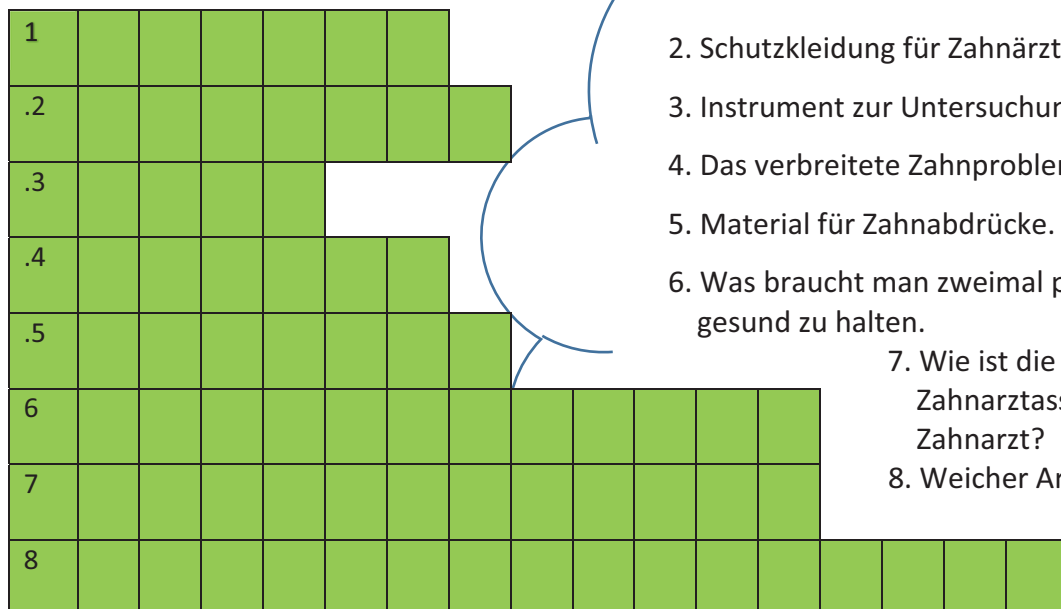 1
.2
.3
.4
.5
6
7
8
2. Schutzkleidung für Zahnärzt
3. Instrument zur Untersuchun
4. Das verbreitete Zahnproblem
5. Material für Zahnabdrücke.
6. Was braucht man zweimal p
gesund zu halten.
7. Wie ist die
Zahnarztass
Zahnarzt?
8. Weicher Ar